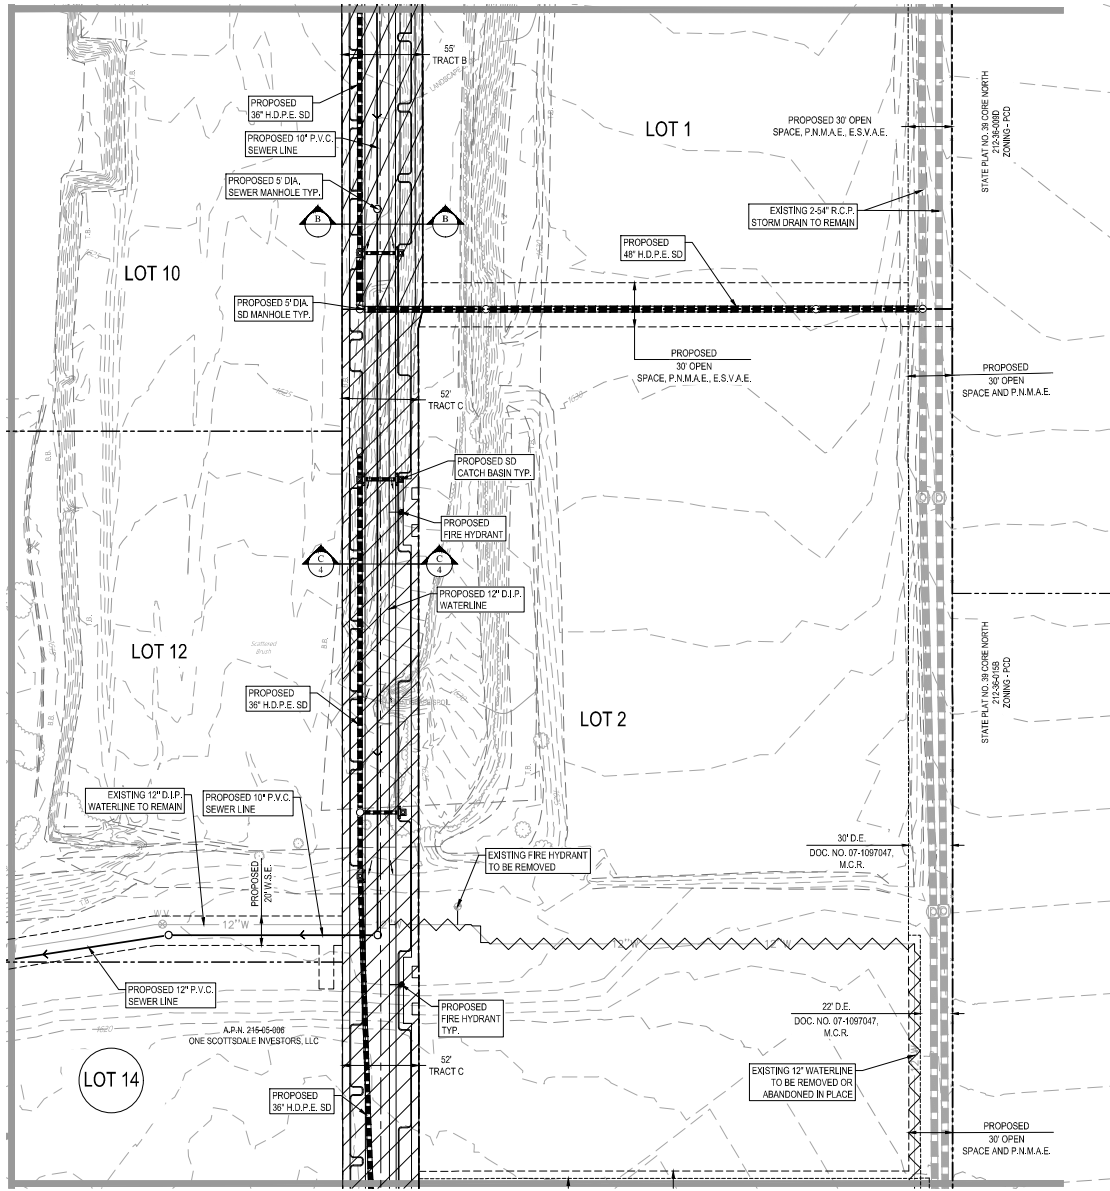 55'
TRACT B
LANDSCAPE
PROPOSED
36" H.D.P.E. SD
PROPOSED 10" P.V.C.
SEWER LINE
LOT 1
PROPOSED 30' OPEN
SPACE, P.N.M.A.E., E.S.V.A.E.
STATE PLAT NO. 39 CORE NORTH
212-36-009D
ZONING - PCD
PROPOSED 5' DIA.
SEWER MANHOLE TYP.
B
B
EXISTING 2-54" R.C.P.
STORM DRAIN TO REMAIN
PROPOSED
48" H.D.P.E. SD
LOT 10
PROPOSED 5' DIA.
SD MANHOLE TYP.
PROPOSED
30' OPEN
SPACE, P.N.M.A.E., E.S.V.A.E.
PROPOSED
30' OPEN
SPACE AND P.N.M.A.E.
52'
TRACT C
1630
PROPOSED SD
CATCH BASIN TYP.
PROPOSED
FIRE HYDRANT
C
4
C
4
PROPOSED 12" D.I.P.
WATERLINE
LOT 12
Scattered
Brush
STATE PLAT NO. 39 CORE NORTH
212-36-015B
ZONING - PCD
PROPOSED
36" H.D.P.E. SD
LOT 2
EXISTING 12" D.I.P.
WATERLINE TO REMAIN
PROPOSED 10" P.V.C.
SEWER LINE
30' D.E.
DOC. NO. 07-1097047,
M.C.R.
EXISTING FIRE HYDRANT
TO BE REMOVED
PROPOSED
20' W.S.E.
W.V.
12"W
12"W
12"W
PROPOSED 12" P.V.C.
SEWER LINE
PROPOSED
FIRE HYDRANT
TYP.
22' D.E.
DOC. NO. 07-1097047,
M.C.R.
1620
A.P.N. 215-05-006
ONE SCOTTSDALE INVESTORS, LLC
52'
TRACT C
LOT 14
EXISTING 12" WATERLINE
TO BE REMOVED OR
ABANDONED IN PLACE
PROPOSED
36" H.D.P.E. SD
PROPOSED
30' OPEN
SPACE AND P.N.M.A.E.